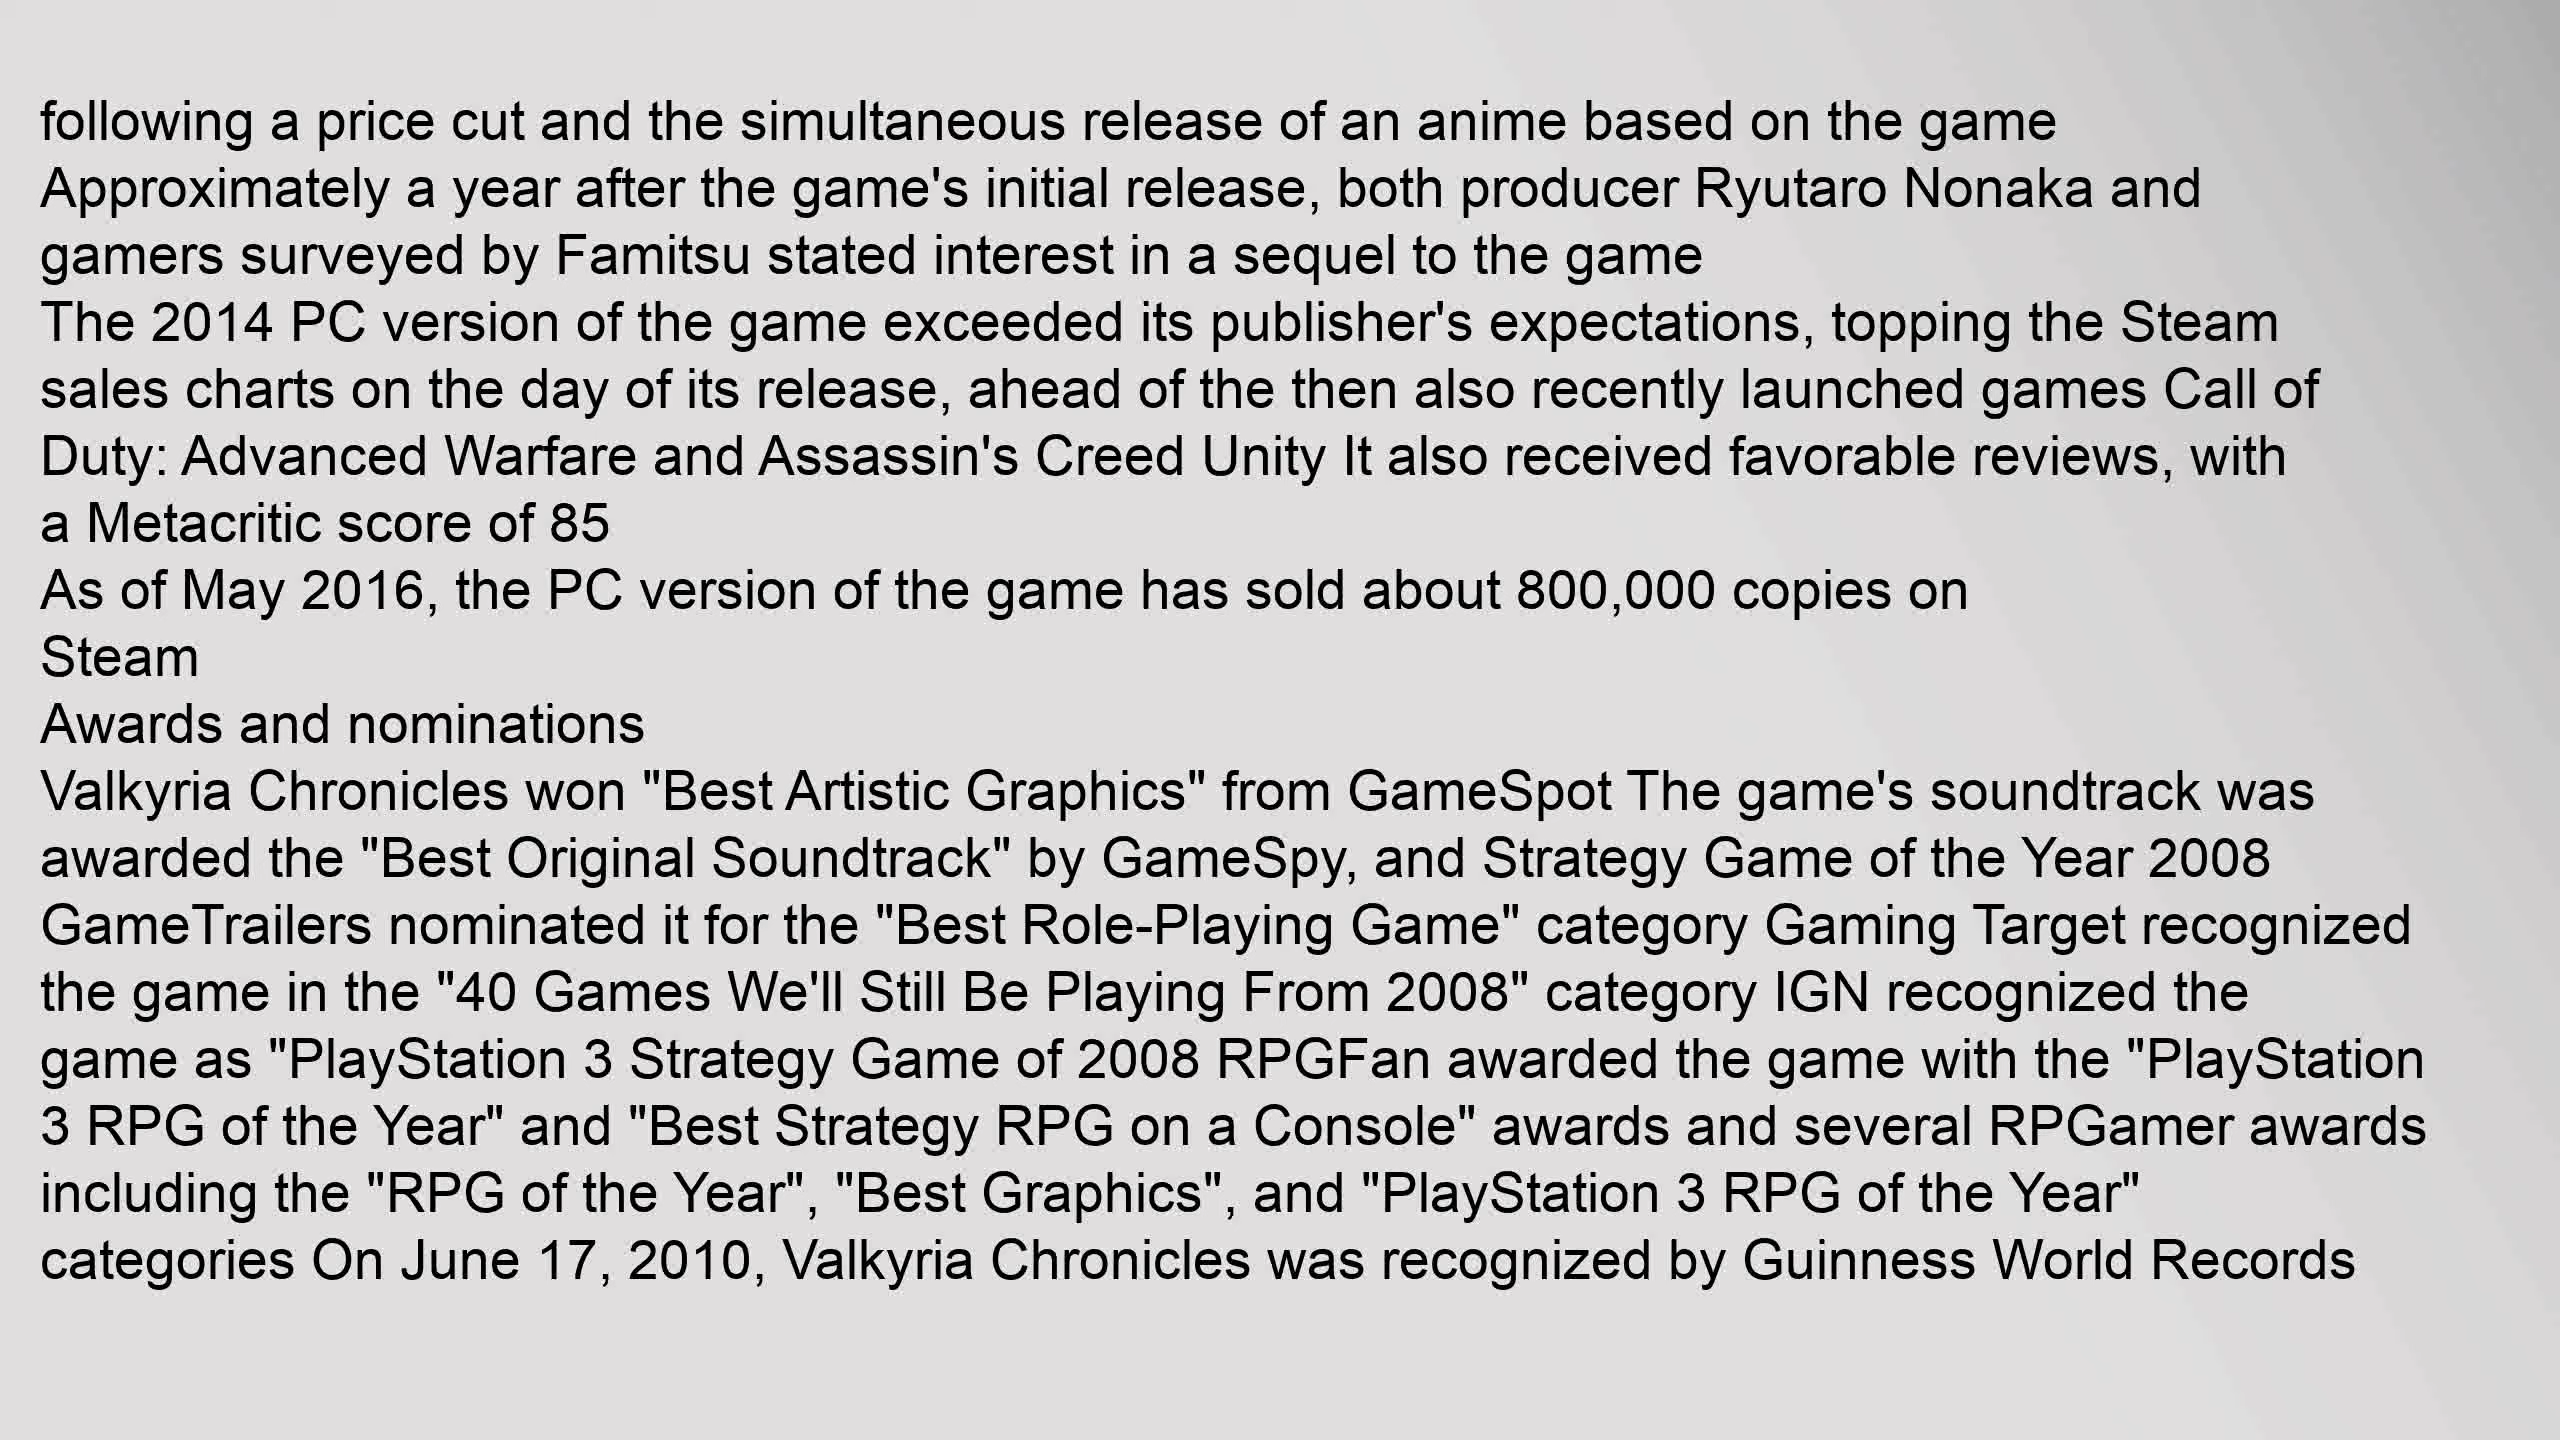 following a price cut and the simultaneous release of an anime based on the game
Approximately a year after the game's initial release, both producer Ryutaro Nonaka and
gamers surveyed by Famitsu stated interest in a sequel to the game
The 2014 PC version of the game exceeded its publisher's expectations, topping the Steam
sales charts on the day of its release, ahead of the then also recently launched games Call of
Duty: Advanced Warfare and Assassin's Creed Unity It also received favorable reviews, with
a Metacritic score of 85
As of May 2016, the PC version of the game has sold about 800,000 copies on
Steam
Awards and nominations
Valkyria Chronicles won "Best Artistic Graphics" from GameSpot The game's soundtrack was
awarded the "Best Original Soundtrack" by GameSpy, and Strategy Game of the Year 2008
GameTrailers nominated it for the "Best Role-Playing Game" category Gaming Target recognized
the game in the "40 Games We'll Still Be Playing From 2008" category IGN recognized the
game as "PlayStation 3 Strategy Game of 2008 RPGFan awarded the game with the "PlayStation
3 RPG of the Year" and "Best Strategy RPG on a Console" awards and several RPGamer awards
including the "RPG of the Year", "Best Graphics", and "PlayStation 3 RPG of the Year"
categories On June 17, 2010, Valkyria Chronicles was recognized by Guinness World Records